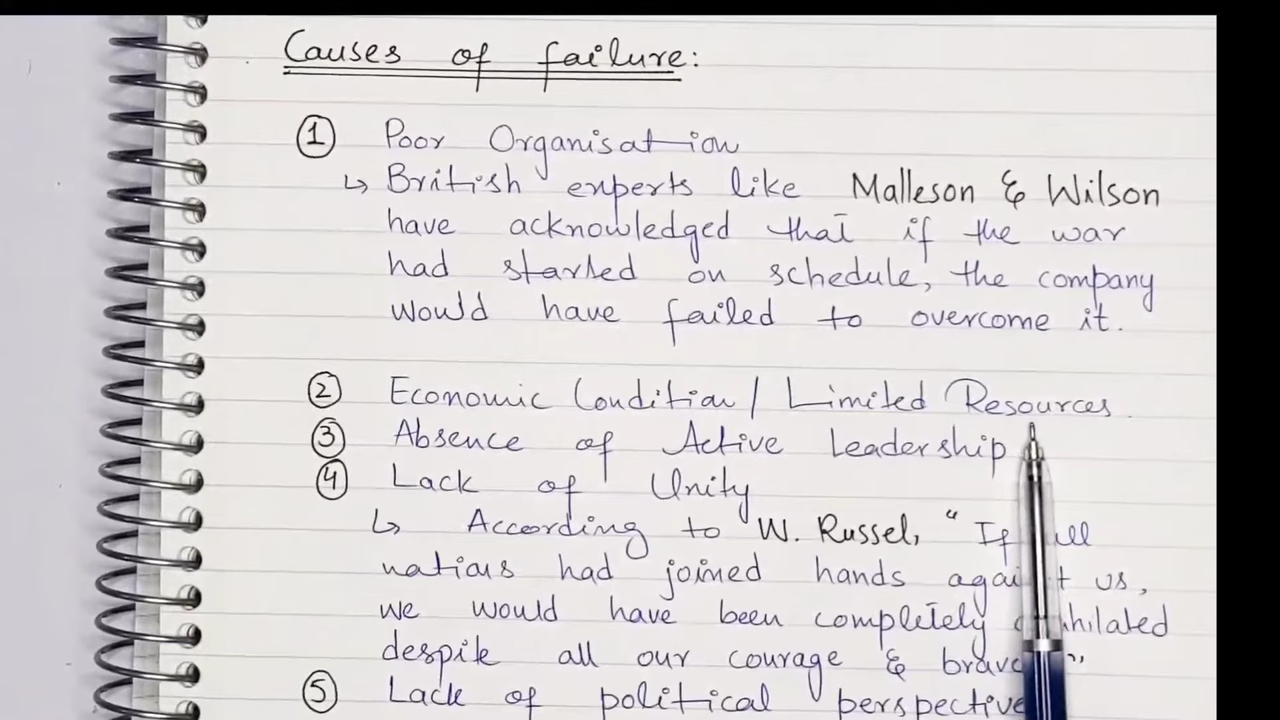 Causes of failure:
① Poor Organisation
↳ British experts like Malleson & Wilson
have acknowledged that if the war
had started on schedule, the company
would have failed to overcome it.
② Economic Condition / Limited Resources
③ Absence of Active Leadership
④ Lack of Unity
↳ According to W. Russel, "If
nations had joined hands us,
we would have been completely
despite all our courage &
⑤ Lack of political perspective